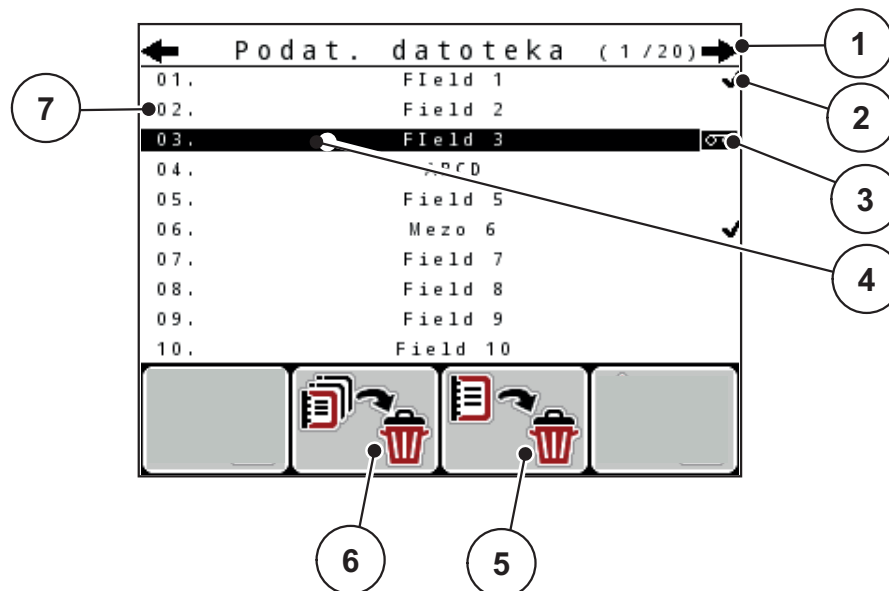 Podat. datoteka (1/20)
01. FIeld 1
02. Field 2
03. FIeld 3
04. ABCD
05. Field 5
06. Mezo 6
07. Field 7
08. Field 8
09. Field 9
10. Field 10
1
2
3
4
5
6
7